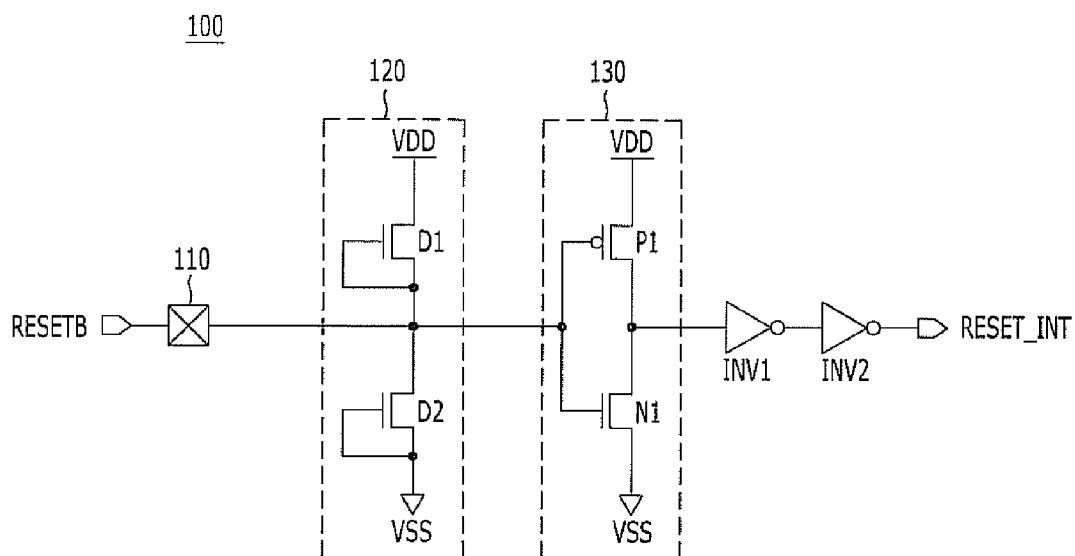 100
120
130
VDD
VDD
D1
P1
110
RESETB
RESET_INT
INV1
INV2
D2
N1
VSS
VSS